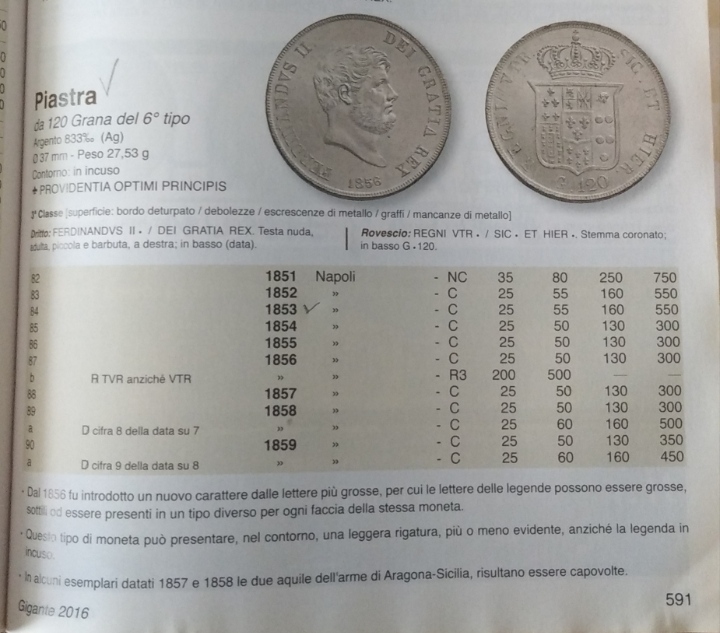 Piastra
da 120 Grana del 6° tipo
Argento 833‰ (Ag)
Ø 37 mm - Peso 27,53 g
Contorno: in incuso
+ PROVIDENTIA OPTIMI PRINCIPIS
FERDINANDVS II DEI GRATIA REX
1856
REGNI VTR SIC ET HIER
G 120
3ª Classe [superficie: bordo deturpato / debolezze / escrescenze di metallo / graffi / mancanze di metallo]
Dritto: FERDINANDVS II • / DEI GRATIA REX. Testa nuda,
adulta, piccola e barbuta, a destra; in basso (data).
Rovescio: REGNI VTR • / SIC • ET HIER •. Stemma coronato;
in basso G • 120.
82 1851 Napoli - NC 35 80 250 750
83 1852 » - C 25 55 160 550
84 1853 » - C 25 55 160 550
85 1854 » - C 25 50 130 300
86 1855 » - C 25 50 130 300
87 1856 » - C 25 50 130 300
b R TVR anziché VTR » » - R3 200 500 — —
88 1857 » - C 25 50 130 300
89 1858 » - C 25 50 130 300
a D cifra 8 della data su 7 » » - C 25 60 160 500
90 1859 » - C 25 50 130 350
a D cifra 9 della data su 8 » » - C 25 60 160 450
• Dal 1856 fu introdotto un nuovo carattere dalle lettere più grosse, per cui le lettere delle legende possono essere grosse,
sottili od essere presenti in un tipo diverso per ogni faccia della stessa moneta.
• Questo tipo di moneta può presentare, nel contorno, una leggera rigatura, più o meno evidente, anziché la legenda in
incuso.
• In alcuni esemplari datati 1857 e 1858 le due aquile dell'arme di Aragona-Sicilia, risultano essere capovolte.
Gigante 2016
591